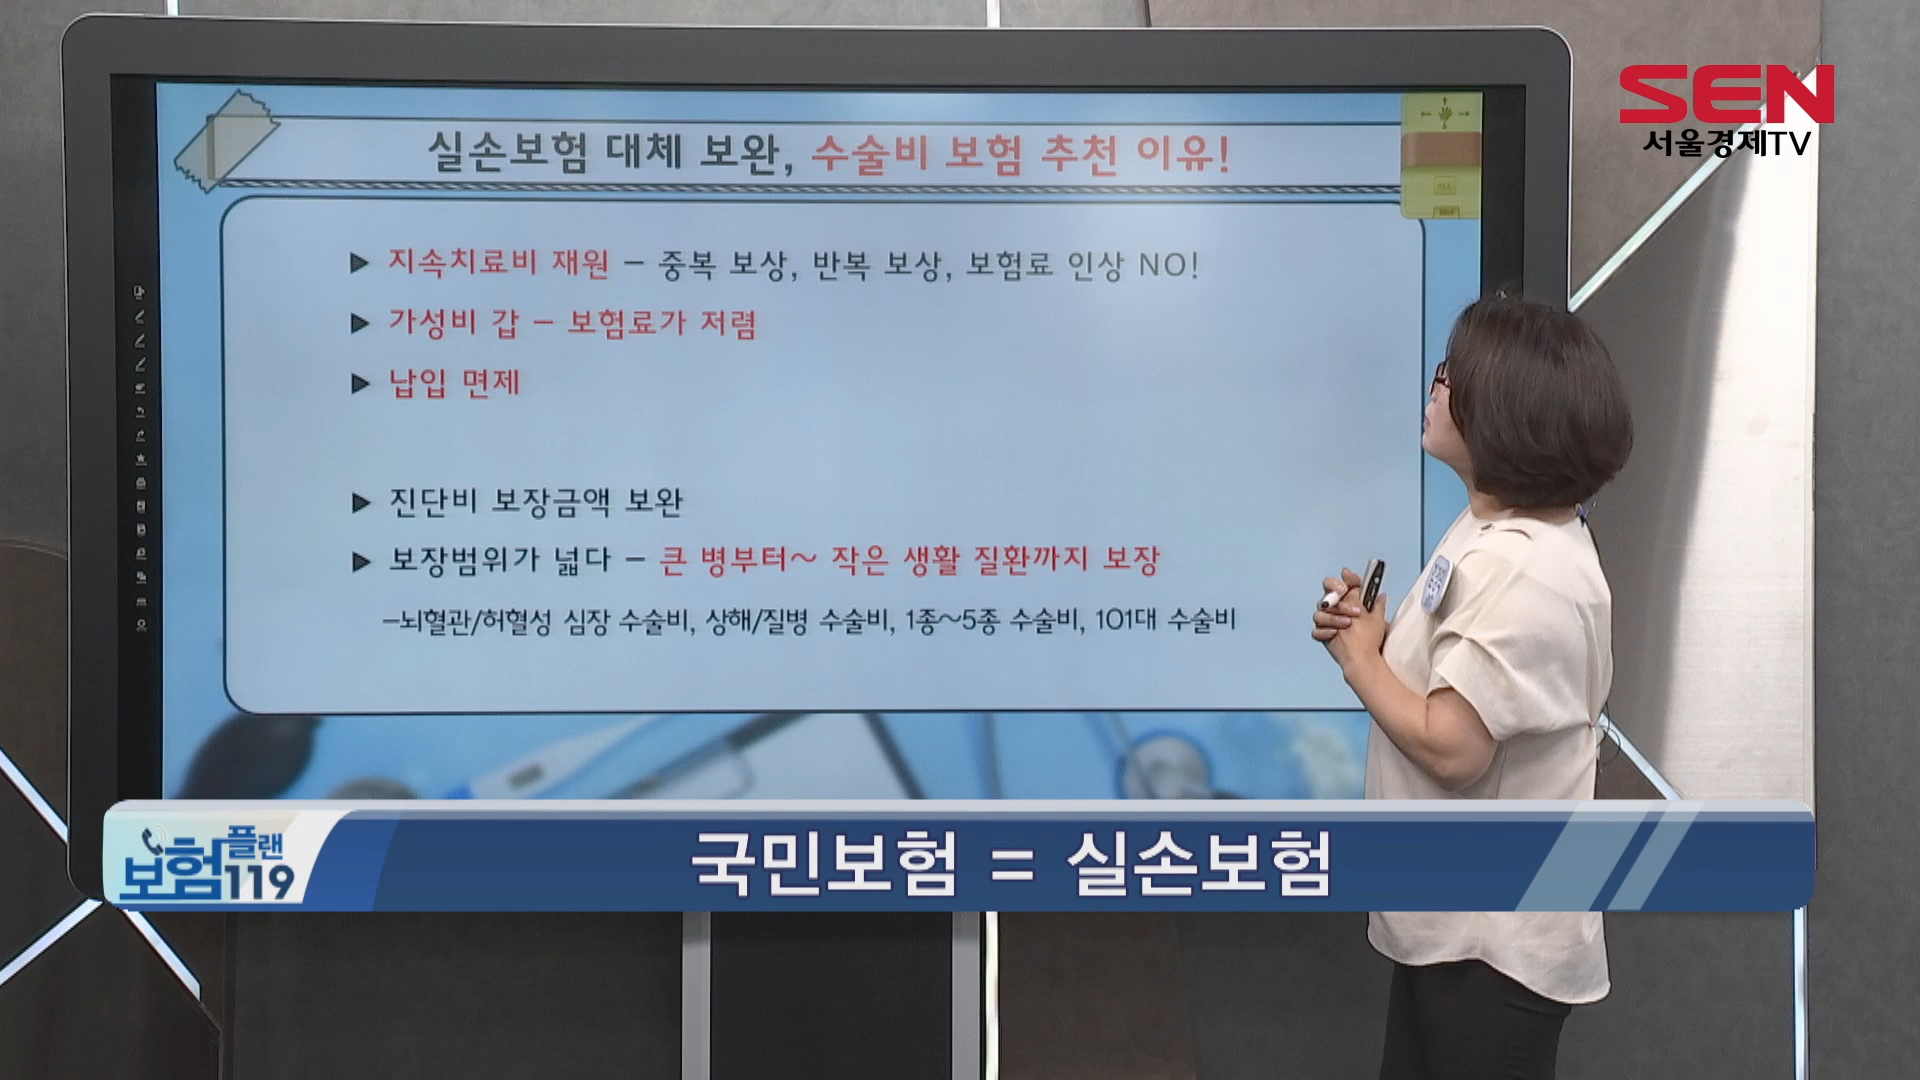 SEN
서울경제TV
실손보험 대체 보완, 수술비 보험 추천 이유!
▶ 지속치료비 재원 – 중복 보상, 반복 보상, 보험료 인상 NO!
▶ 가성비 갑 – 보험료가 저렴
▶ 납입 면제
▶ 진단비 보장금액 보완
▶ 보장범위가 넓다 – 큰 병부터~ 작은 생활 질환까지 보장
–뇌혈관/허혈성 심장 수술비, 상해/질병 수술비, 1종~5종 수술비, 101대 수술비
보험플랜119
국민보험 = 실손보험